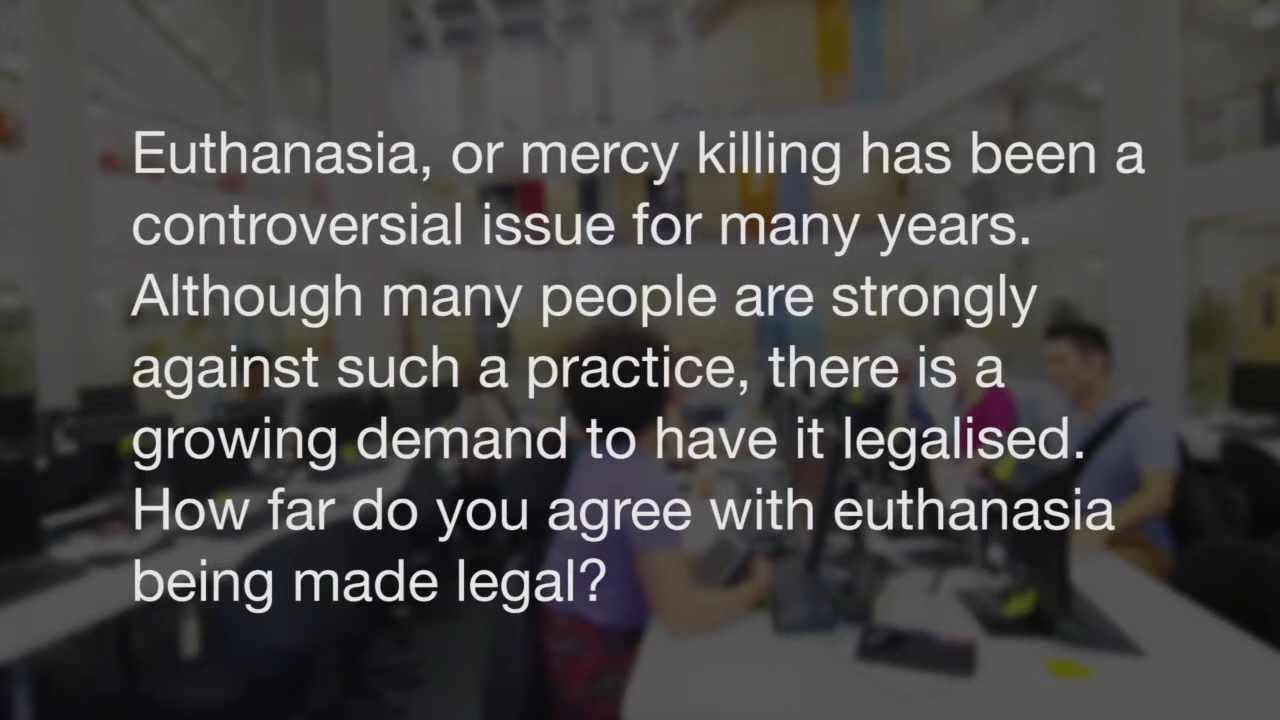 Euthanasia, or mercy killing has been a
controversial issue for many years.
Although many people are strongly
against such a practice, there is a
growing demand to have it legalised.
How far do you agree with euthanasia
being made legal?